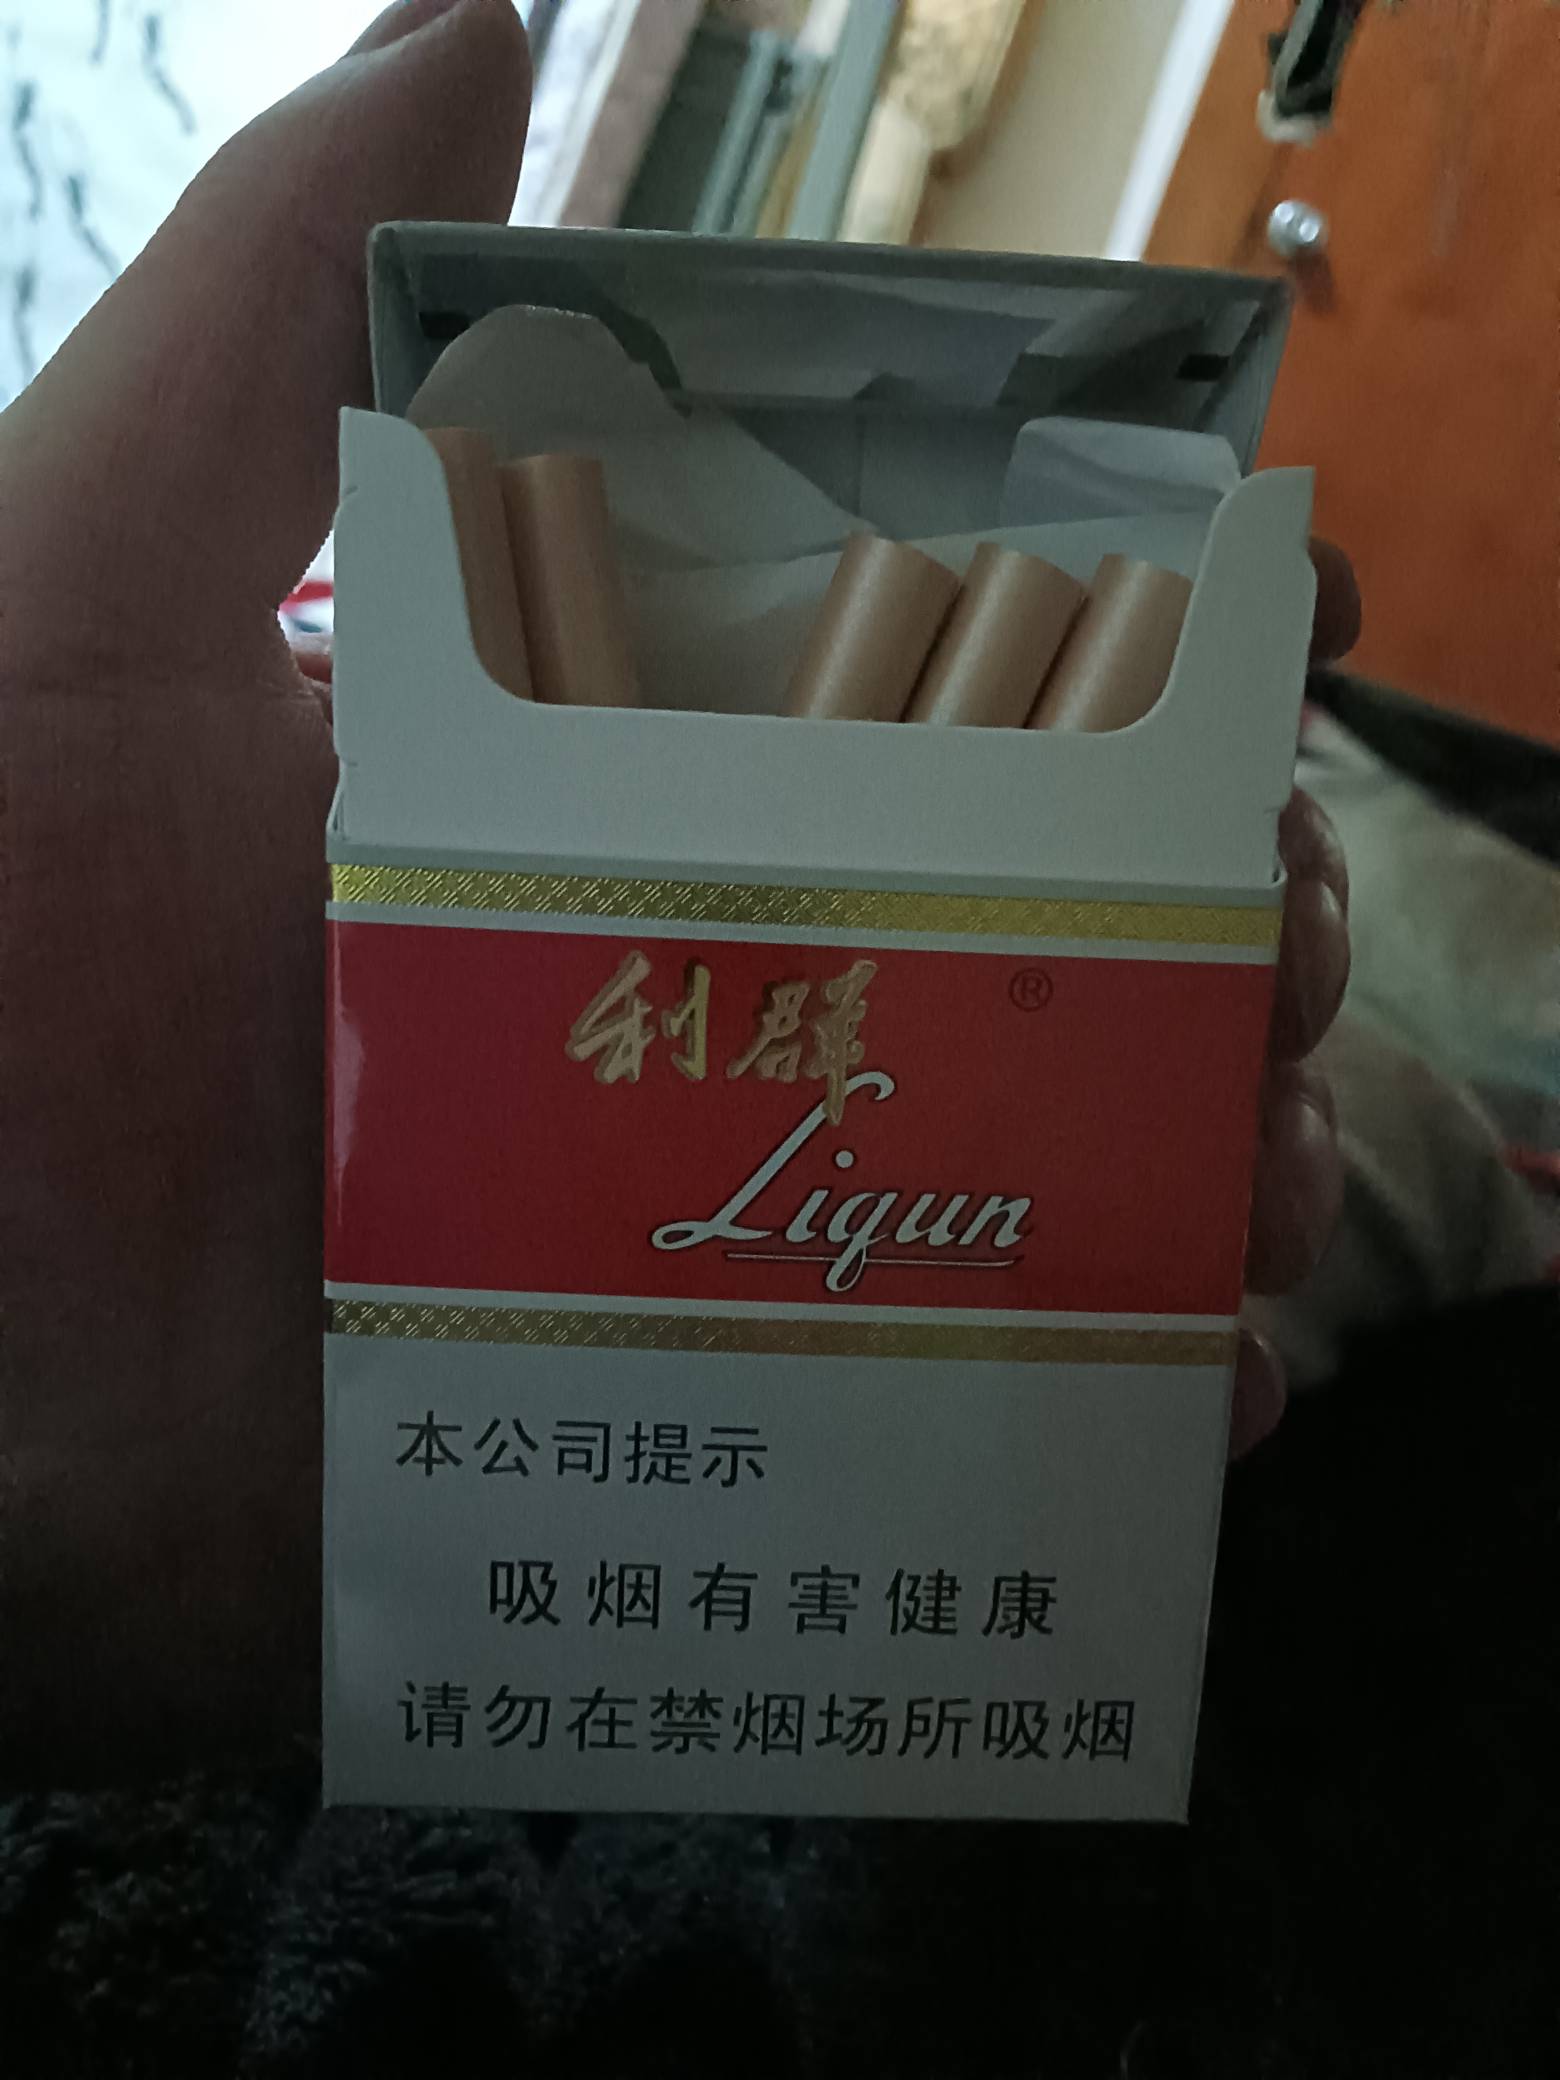 利群 ®
Liqun
本公司提示
吸烟有害健康
请勿在禁烟场所吸烟